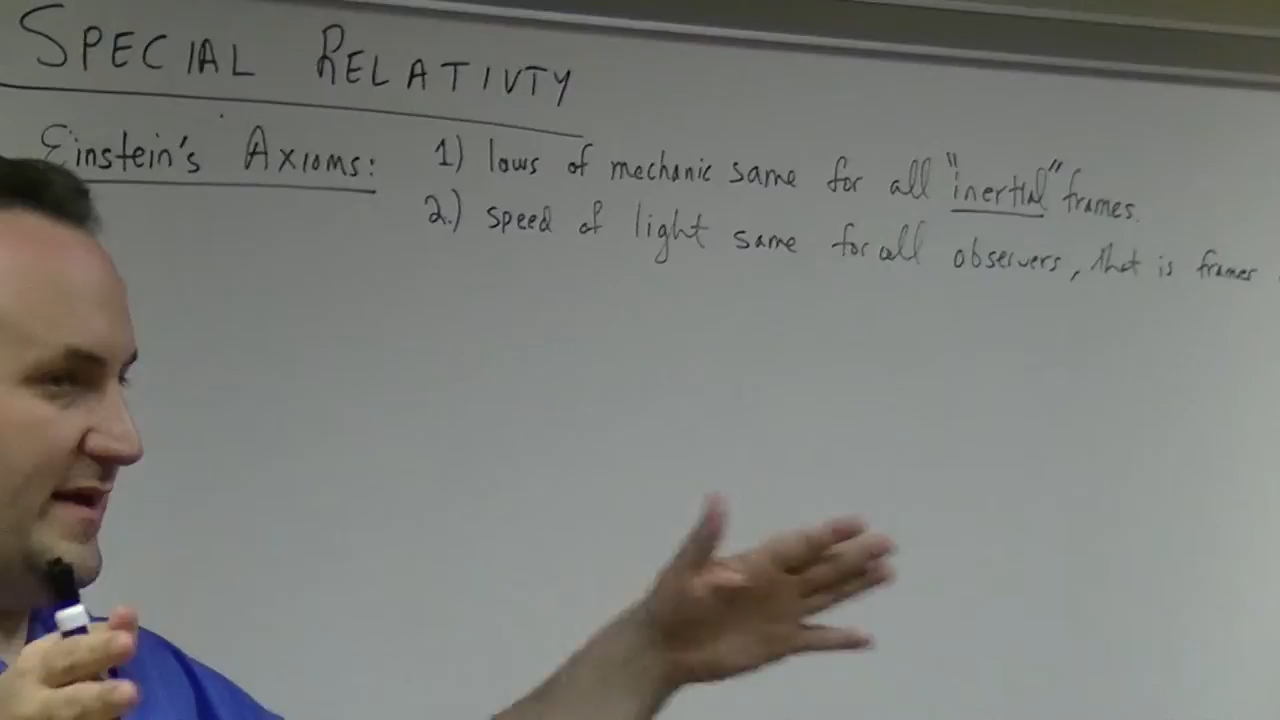 SPECIAL RELATIVTY
Einstein's Axioms: 1) laws of mechanic same for all "inertial" frames.
2.) speed of light same for all observers, that is frames